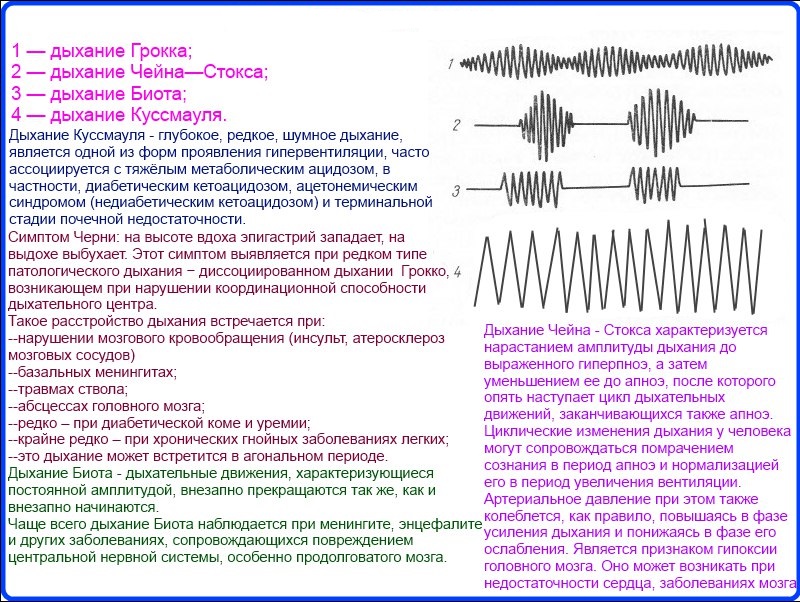 1 — дыхание Грокка;
2 — дыхание Чейна—Стокса;
3 — дыхание Биота;
4 — дыхание Куссмауля.
Дыхание Куссмауля - глубокое, редкое, шумное дыхание,
является одной из форм проявления гипервентиляции, часто
ассоциируется с тяжёлым метаболическим ацидозом, в
частности, диабетическим кетоацидозом, ацетонемическим
синдромом (недиабетическим кетоацидозом) и терминальной
стадии почечной недостаточности.
Симптом Черни: на высоте вдоха эпигастрий западает, на
выдохе выбухает. Этот симптом выявляется при редком типе
патологического дыхания – диссоциированном дыхании Грокко,
возникающем при нарушении координационной способности
дыхательного центра.
Такое расстройство дыхания встречается при:
--нарушении мозгового кровообращения (инсульт, атеросклероз
мозговых сосудов)
--базальных менингитах;
--травмах ствола;
--абсцессах головного мозга;
--редко – при диабетической коме и уремии;
--крайне редко – при хронических гнойных заболеваниях легких;
--это дыхание может встретится в агональном периоде.
Дыхание Биота - дыхательные движения, характеризующиеся
постоянной амплитудой, внезапно прекращаются так же, как и
внезапно начинаются.
Чаще всего дыхание Биота наблюдается при менингите, энцефалите
и других заболеваниях, сопровождающихся повреждением
центральной нервной системы, особенно продолговатого мозга.
1
2
3
4
Дыхание Чейна - Стокса характеризуется
нарастанием амплитуды дыхания до
выраженного гиперпноэ, а затем
уменьшением ее до апноэ, после которого
опять наступает цикл дыхательных
движений, заканчивающихся также апноэ.
Циклические изменения дыхания у человека
могут сопровождаться помрачением
сознания в период апноэ и нормализацией
его в период увеличения вентиляции.
Артериальное давление при этом также
колеблется, как правило, повышаясь в фазе
усиления дыхания и понижаясь в фазе его
ослабления. Является признаком гипоксии
головного мозга. Оно может возникать при
недостаточности сердца, заболеваниях мозга